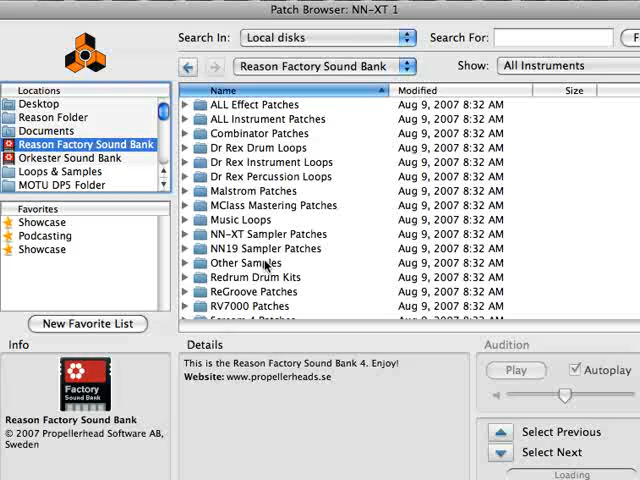 Patch Browser: NN-XT 1
Search In: Local disks Search For:
Reason Factory Sound Bank Show: All Instruments
Locations
Desktop
Reason Folder
Documents
Reason Factory Sound Bank
Orkester Sound Bank
Loops & Samples
MOTU DP5 Folder
Favorites
Showcase
Podcasting
Showcase
New Favorite List
Name Modified Size
ALL Effect Patches Aug 9, 2007 8:32 AM
ALL Instrument Patches Aug 9, 2007 8:32 AM
Combinator Patches Aug 9, 2007 8:32 AM
Dr Rex Drum Loops Aug 9, 2007 8:32 AM
Dr Rex Instrument Loops Aug 9, 2007 8:32 AM
Dr Rex Percussion Loops Aug 9, 2007 8:32 AM
Malstrom Patches Aug 9, 2007 8:32 AM
MClass Mastering Patches Aug 9, 2007 8:32 AM
Music Loops Aug 9, 2007 8:32 AM
NN-XT Sampler Patches Aug 9, 2007 8:32 AM
NN19 Sampler Patches Aug 9, 2007 8:32 AM
Other Samples Aug 9, 2007 8:32 AM
Redrum Drum Kits Aug 9, 2007 8:32 AM
ReGroove Patches Aug 9, 2007 8:32 AM
RV7000 Patches Aug 9, 2007 8:32 AM
Info
Factory
Sound Bank
Reason Factory Sound Bank
© 2007 Propellerhead Software AB,
Sweden
Details
This is the Reason Factory Sound Bank 4. Enjoy!
Website: www.propellerheads.se
Audition
Play Autoplay
Select Previous
Select Next
Loading